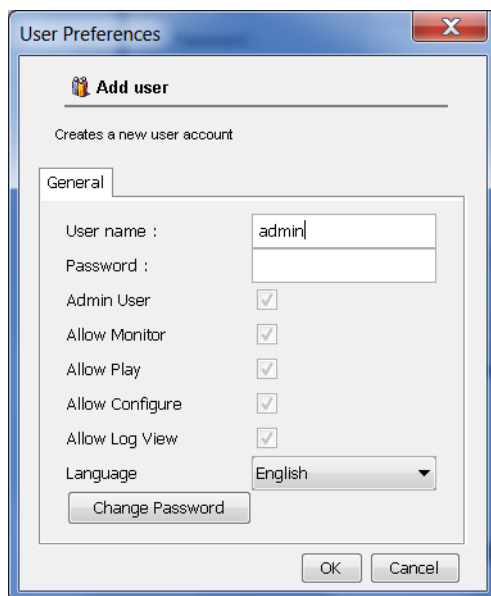 User Preferences
Add user
Creates a new user account
General
User name : admin
Password :
Admin User
Allow Monitor
Allow Play
Allow Configure
Allow Log View
Language English
Change Password
OK Cancel